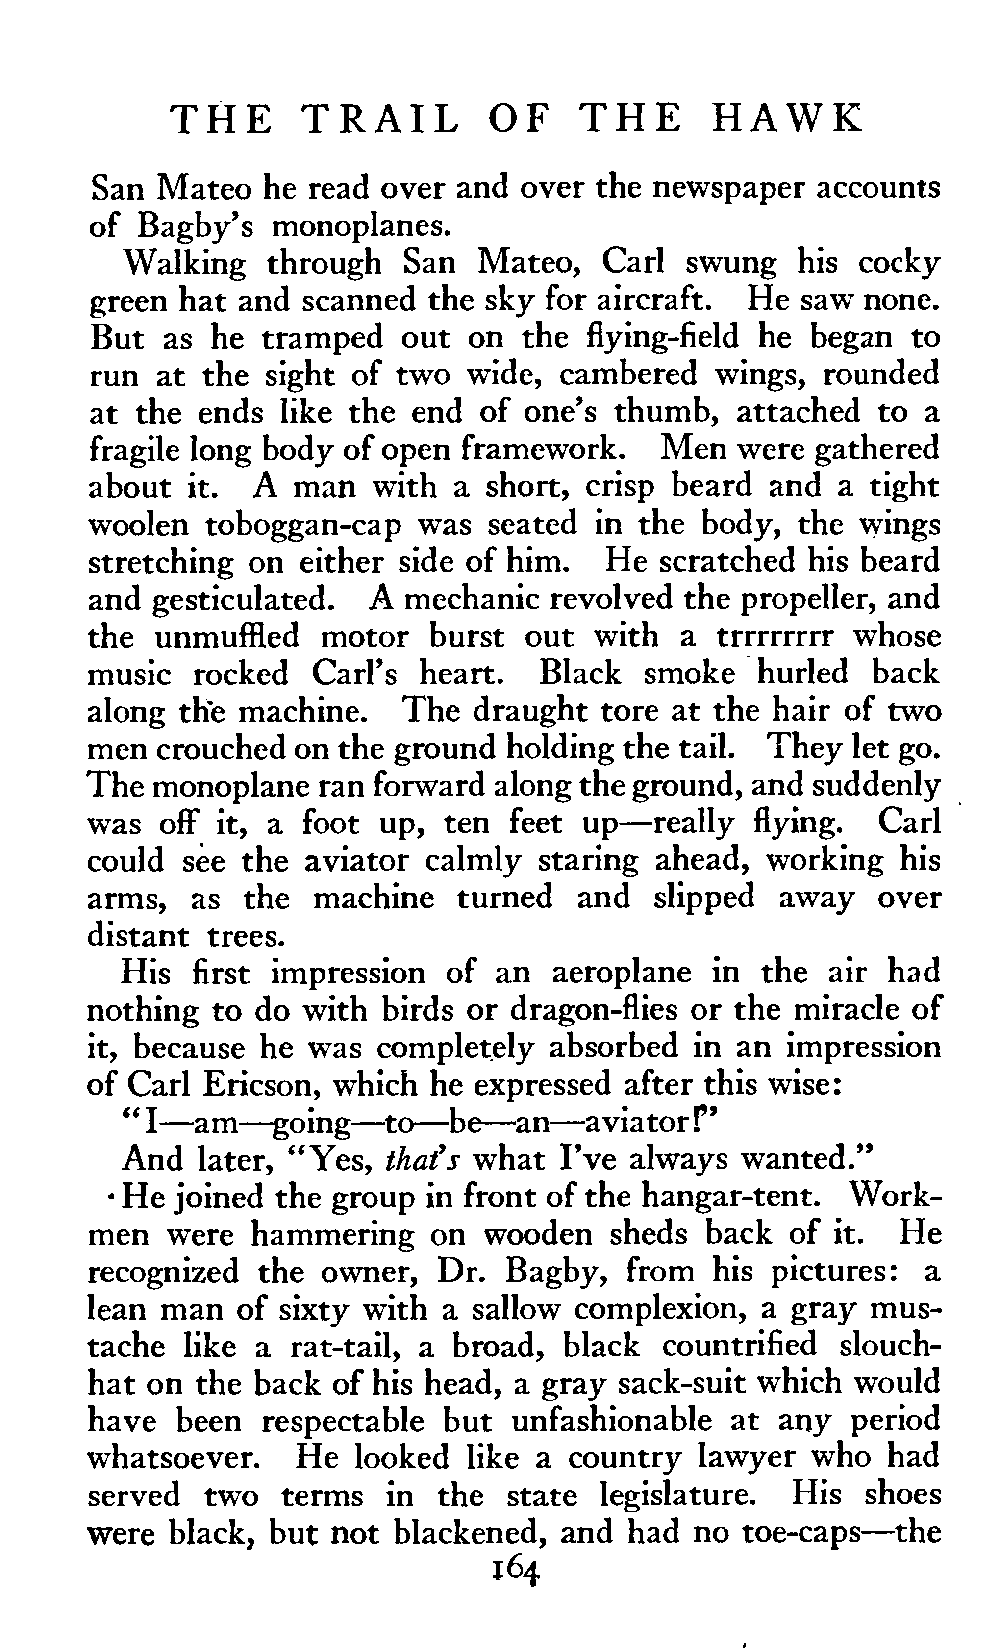 THE TRAIL OF THE HAWK
San Mateo he read over and over the newspaper accounts
of Bagby's monoplanes.
Walking through San Mateo, Carl swung his cocky
green hat and scanned the sky for aircraft. He saw none.
But as he tramped out on the flying-field he began to
run at the sight of two wide, cambered wings, rounded
at the ends like the end of one's thumb, attached to a
fragile long body of open framework. Men were gathered
about it. A man with a short, crisp beard and a tight
woolen toboggan-cap was seated in the body, the wings
stretching on either side of him. He scratched his beard
and gesticulated. A mechanic revolved the propeller, and
the unmuffled motor burst out with a trrrrrrrr whose
music rocked Carl's heart. Black smoke hurled back
along the machine. The draught tore at the hair of two
men crouched on the ground holding the tail. They let go.
The monoplane ran forward along the ground, and suddenly
was off it, a foot up, ten feet up—really flying. Carl
could see the aviator calmly staring ahead, working his
arms, as the machine turned and slipped away over
distant trees.
His first impression of an aeroplane in the air had
nothing to do with birds or dragon-flies or the miracle of
it, because he was completely absorbed in an impression
of Carl Ericson, which he expressed after this wise:
"I—am—going—to—be—an—aviator!"
And later, "Yes, that's what I've always wanted."
He joined the group in front of the hangar-tent. Work-
men were hammering on wooden sheds back of it. He
recognized the owner, Dr. Bagby, from his pictures: a
lean man of sixty with a sallow complexion, a gray mus-
tache like a rat-tail, a broad, black countrified slouch-
hat on the back of his head, a gray sack-suit which would
have been respectable but unfashionable at any period
whatsoever. He looked like a country lawyer who had
served two terms in the state legislature. His shoes
were black, but not blackened, and had no toe-caps—the
164